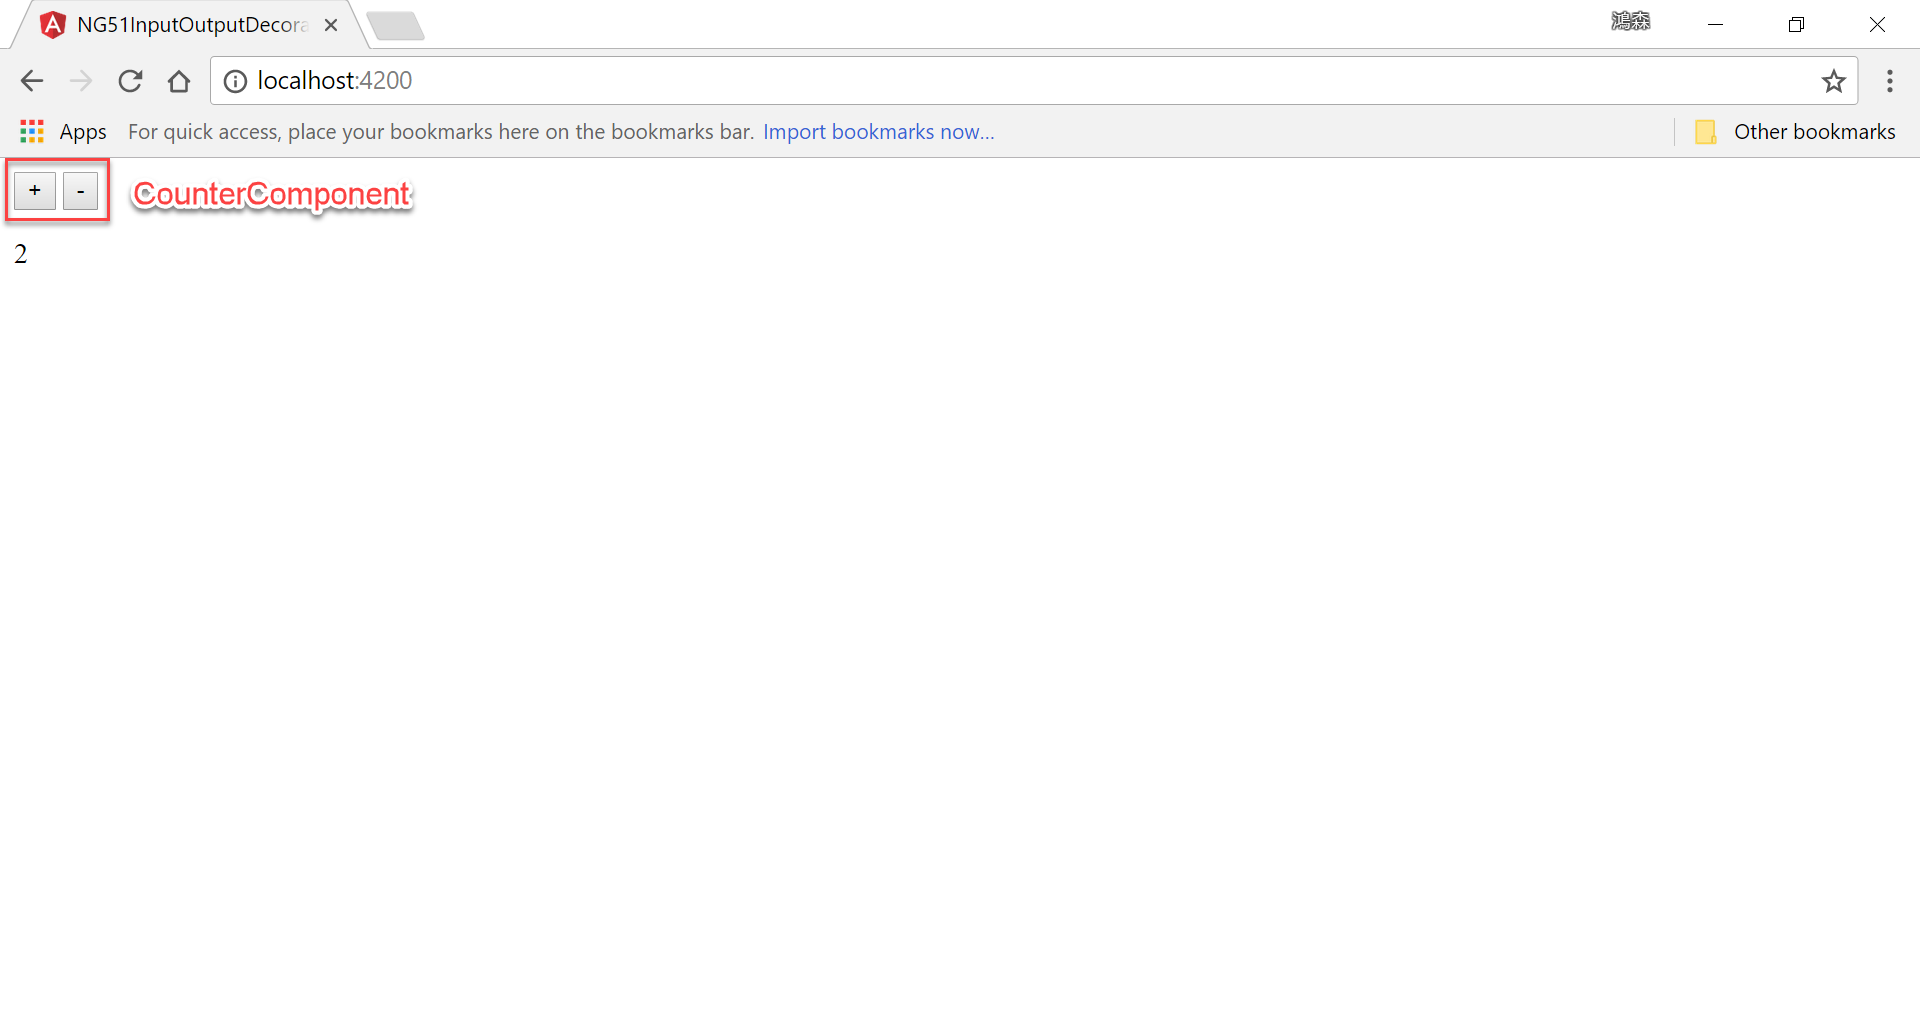 NG51InputOutputDecora
鴻森
localhost:4200
Apps For quick access, place your bookmarks here on the bookmarks bar. Import bookmarks now... Other bookmarks
+ - CounterComponent
2